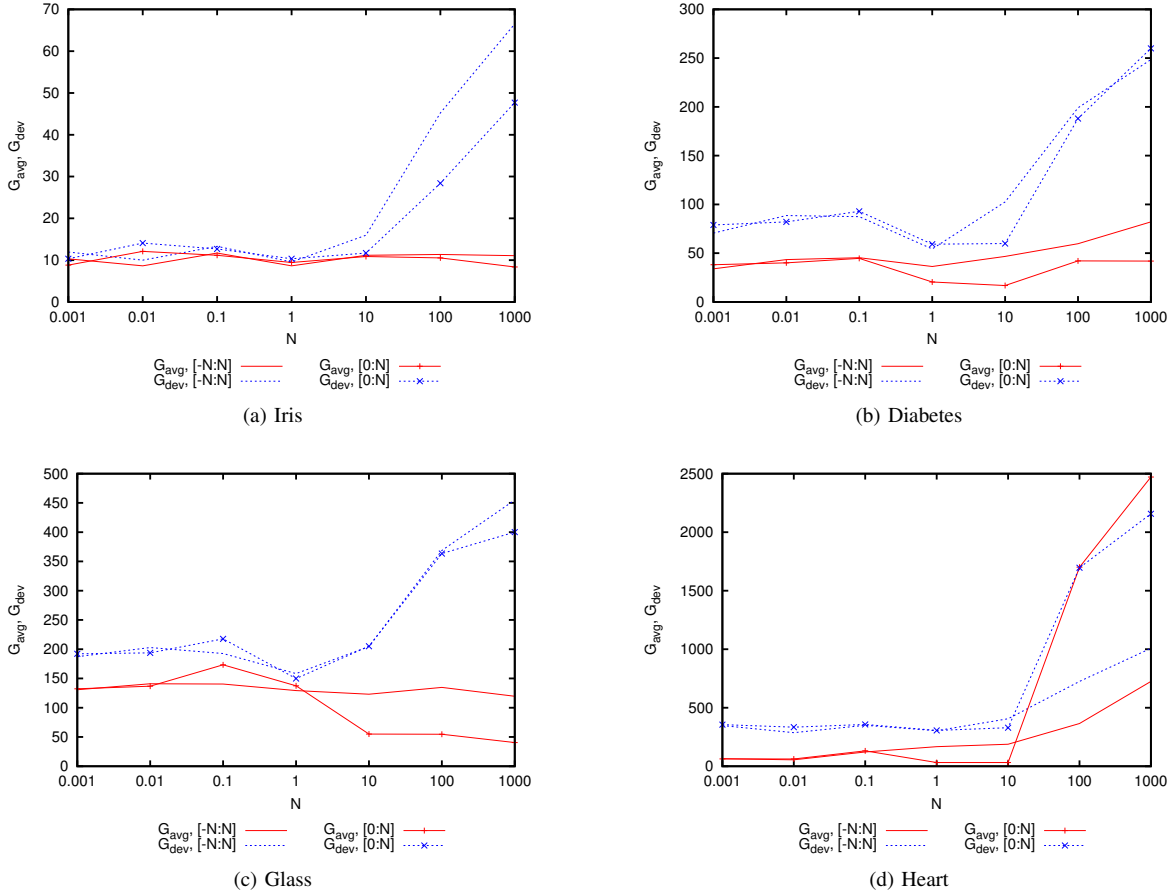 70
60
50
40
30
20
10
0
G_avg, G_dev
0.001 0.01 0.1 1 10 100 1000
N
G_avg, [-N:N] G_avg, [0:N]
G_dev, [-N:N] G_dev, [0:N]
(a) Iris
300
250
200
150
100
50
0
G_avg, G_dev
0.001 0.01 0.1 1 10 100 1000
N
G_avg, [-N:N] G_avg, [0:N]
G_dev, [-N:N] G_dev, [0:N]
(b) Diabetes
500
450
400
350
300
250
200
150
100
50
0
G_avg, G_dev
0.001 0.01 0.1 1 10 100 1000
N
G_avg, [-N:N] G_avg, [0:N]
G_dev, [-N:N] G_dev, [0:N]
(c) Glass
2500
2000
1500
1000
500
0
G_avg, G_dev
0.001 0.01 0.1 1 10 100 1000
N
G_avg, [-N:N] G_avg, [0:N]
G_dev, [-N:N] G_dev, [0:N]
(d) Heart